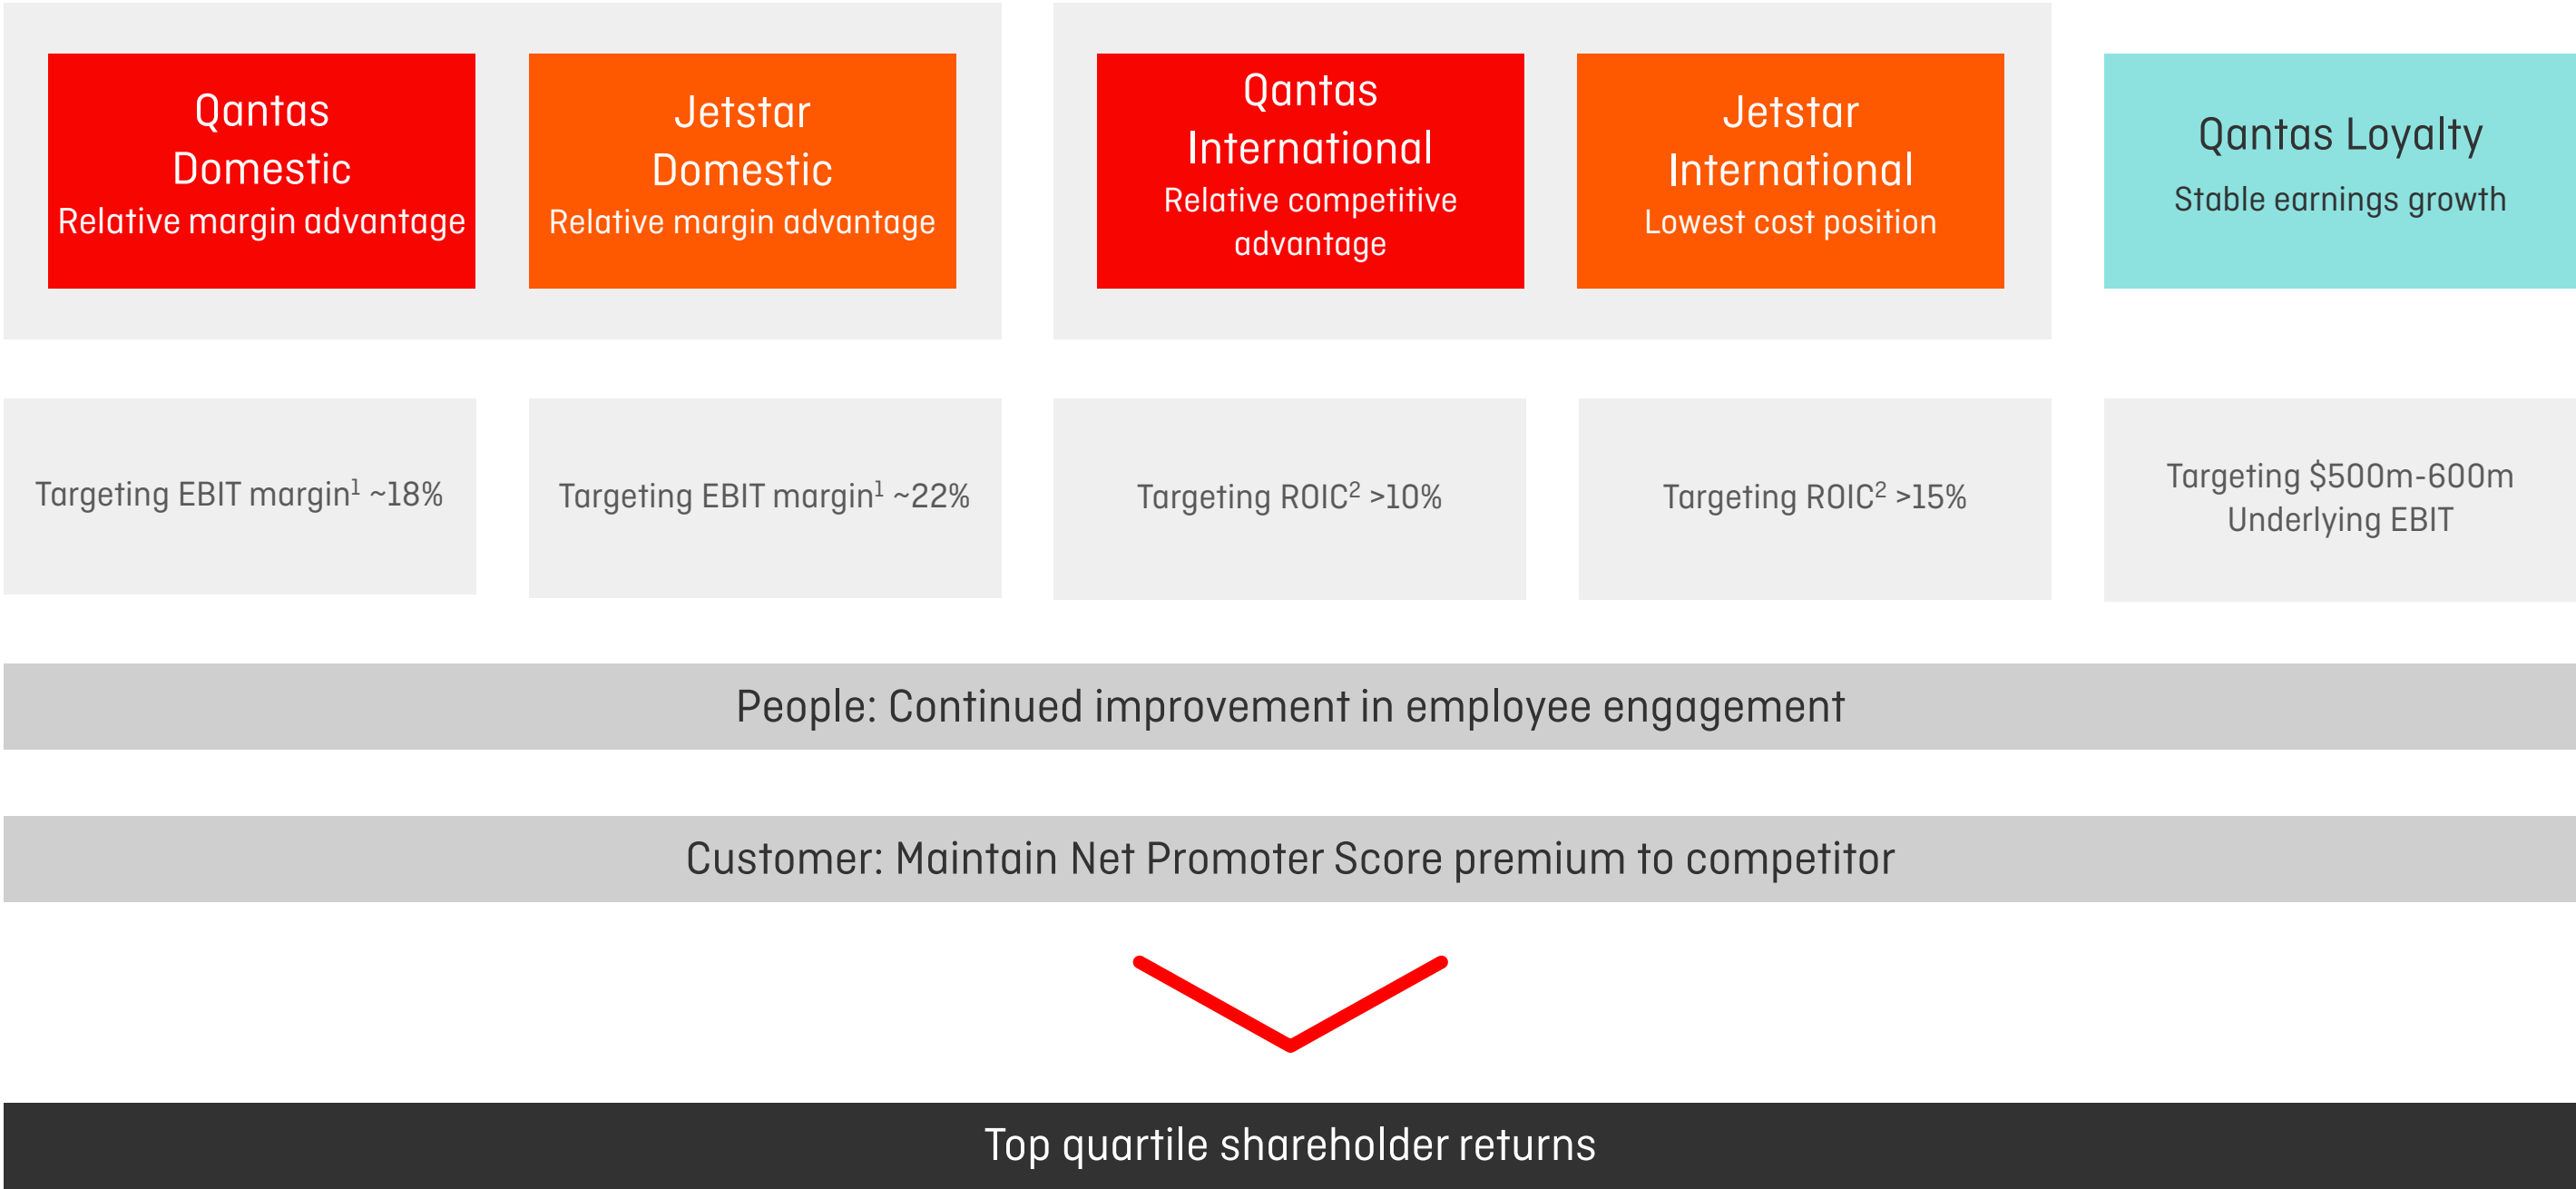 Qantas
Domestic
Relative margin advantage
Jetstar
Domestic
Relative margin advantage
Qantas
International
Relative competitive
advantage
Jetstar
International
Lowest cost position
Qantas Loyalty
Stable earnings growth
Targeting EBIT margin¹ ~18%
Targeting EBIT margin¹ ~22%
Targeting ROIC² >10%
Targeting ROIC² >15%
Targeting $500m-600m
Underlying EBIT
People: Continued improvement in employee engagement
Customer: Maintain Net Promoter Score premium to competitor
Top quartile shareholder returns